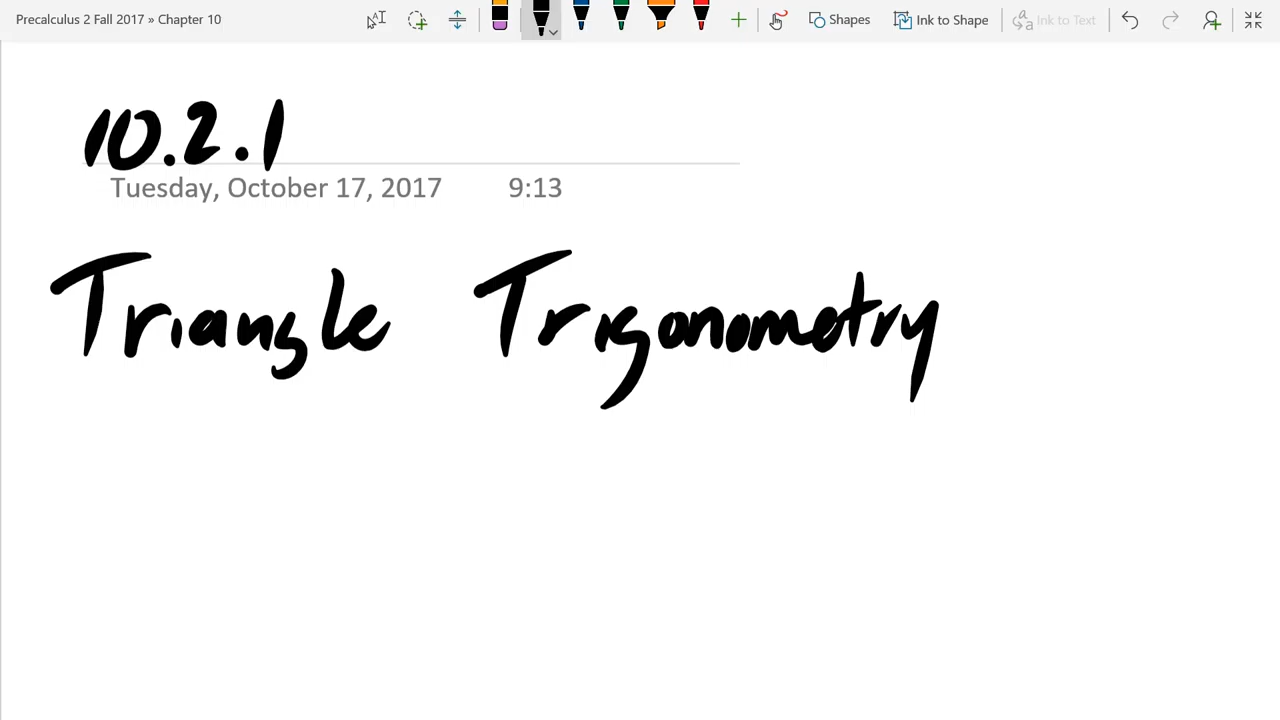 Precalculus 2 Fall 2017 » Chapter 10
Shapes
Ink to Shape
Ink to Text
10.2.1
Tuesday, October 17, 2017 9:13
Triangle Trigonometry